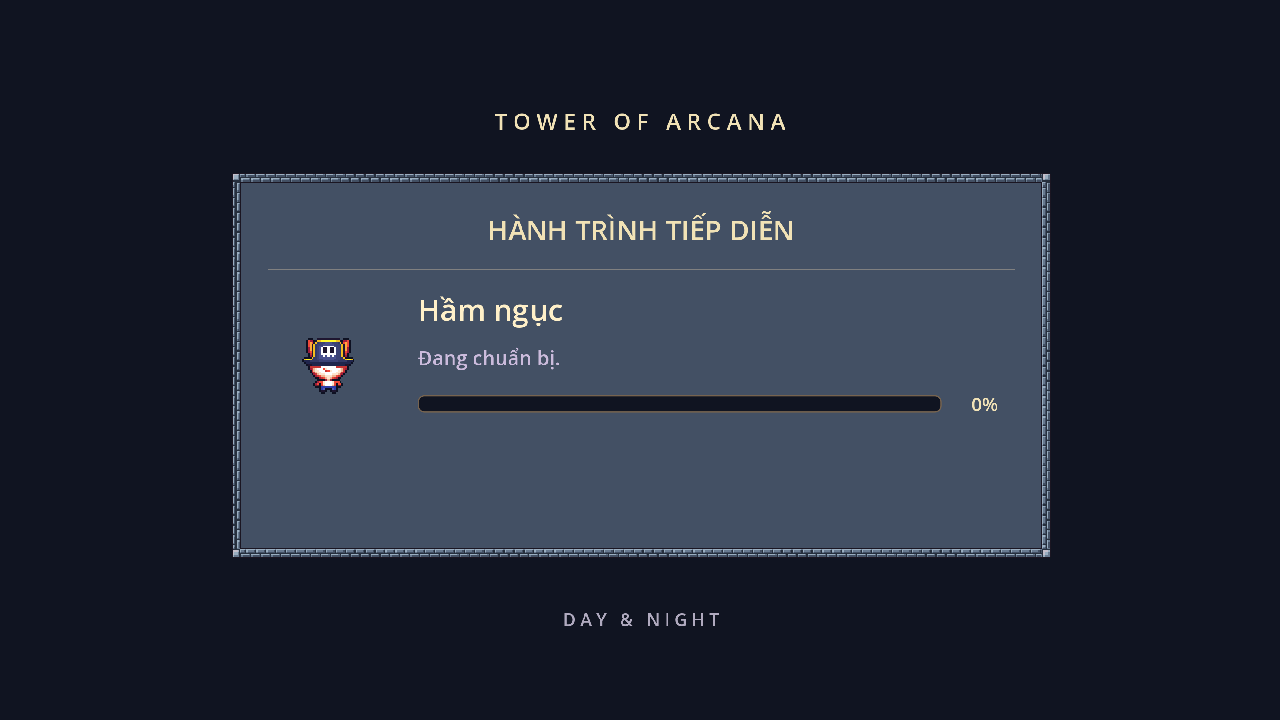 TOWER OF ARCANA
HÀNH TRÌNH TIẾP DIỄN
Hầm ngục
Đang chuẩn bị.
0%
DAY & NIGHT